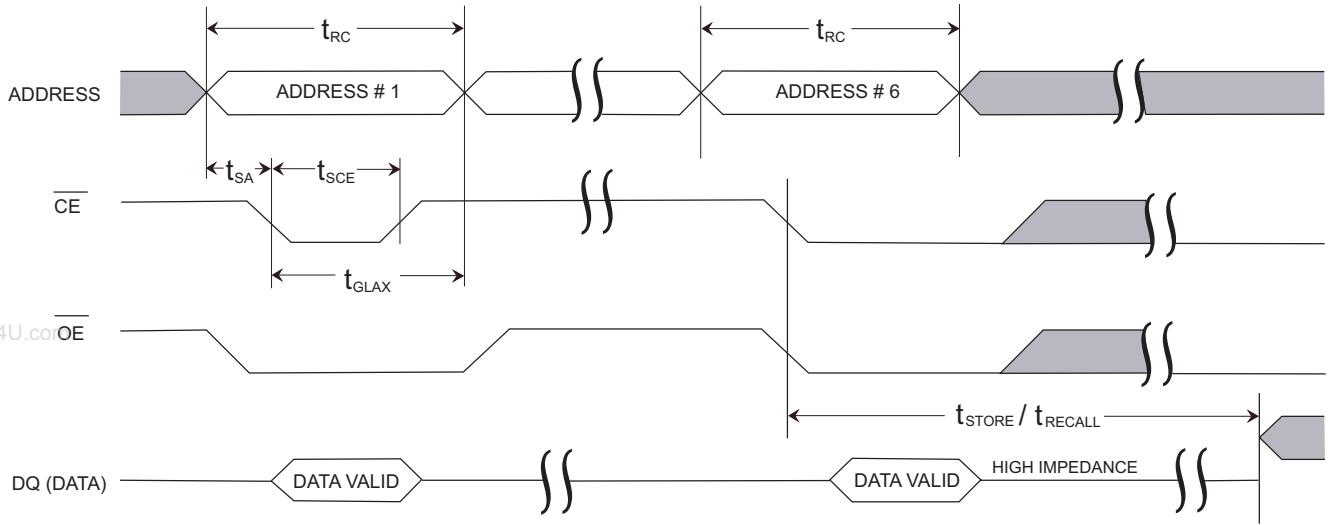 tRC tRC
ADDRESS ADDRESS # 1 ADDRESS # 6
tSA tSCE
CE
tGLAX
4U.com
OE
tSTORE / tRECALL
DQ (DATA) DATA VALID DATA VALID HIGH IMPEDANCE